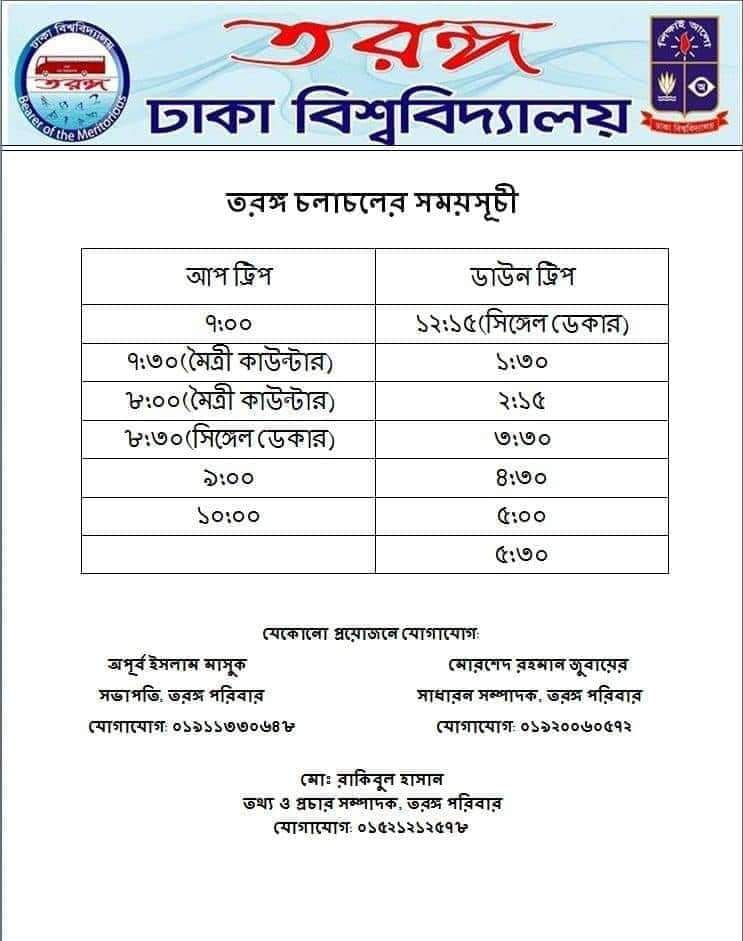 তরঙ্গ
ঢাকা বিশ্ববিদ্যালয়
ঢাকা বিশ্ববিদ্যালয়
তরঙ্গ
Bearer of the Meritorious
শিক্ষাই আলো
ঢাকা বিশ্ববিদ্যালয়
তরঙ্গ চলাচলের সময়সূচী
আপ ট্রিপ ডাউন ট্রিপ
৭:০০ ১২:১৫(সিঙ্গেল ডেকার)
৭:৩০(মৈত্রী কাউন্টার) ১:৩০
৮:০০(মৈত্রী কাউন্টার) ২:১৫
৮:৩০(সিঙ্গেল ডেকার) ৩:৩০
৯:০০ ৪:৩০
১০:০০ ৫:০০
৫:৩০
যেকোনো প্রয়োজনে যোগাযোগ:
অপূর্ব ইসলাম মাসুক মোরশেদ রহমান জুবায়ের
সভাপতি, তরঙ্গ পরিবার সাধারন সম্পাদক, তরঙ্গ পরিবার
যোগাযোগ: ০১৯১১৩৩০৬৪৮ যোগাযোগ: ০১৯২০০৬০৫৭২
মোঃ রাকিবুল হাসান
তথ্য ও প্রচার সম্পাদক, তরঙ্গ পরিবার
যোগাযোগ: ০১৫২১২১২৫৭৮